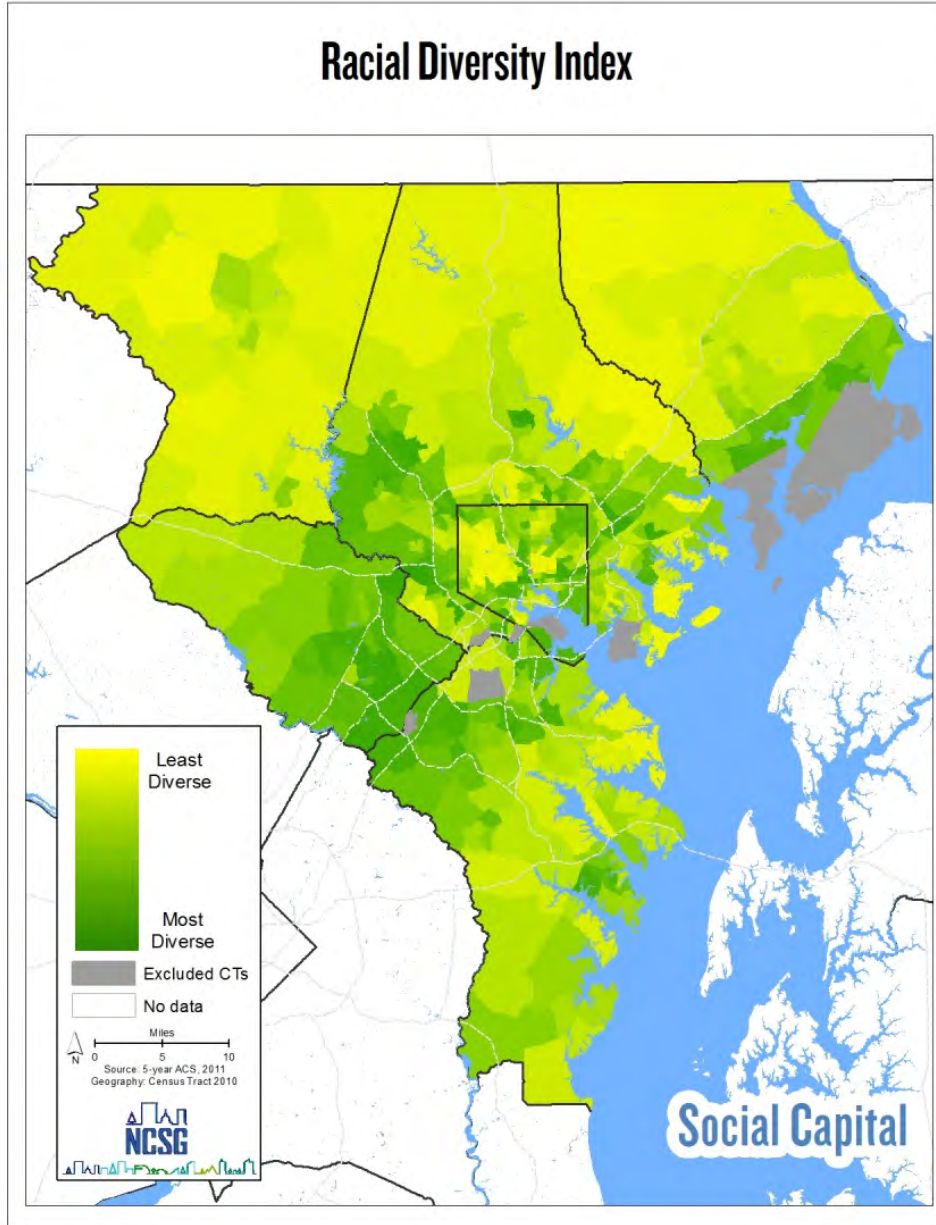 Racial Diversity Index
Least
Diverse
Most
Diverse
Excluded CTs
No data
Miles
N
0 5 10
Source: 5-year ACS, 2011
Geography: Census Tract 2010
NCSG
Social Capital